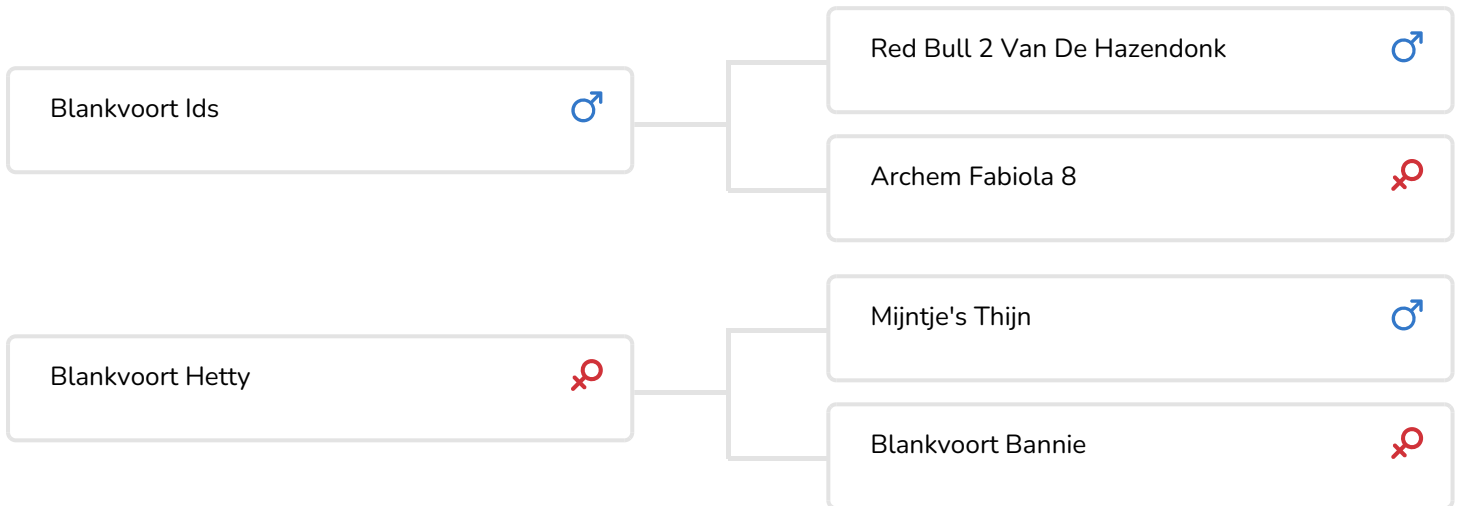 Red Bull 2 Van De Hazendonk
Blankvoort Ids
Archem Fabiola 8
Mijntje's Thijn
Blankvoort Hetty
Blankvoort Bannie